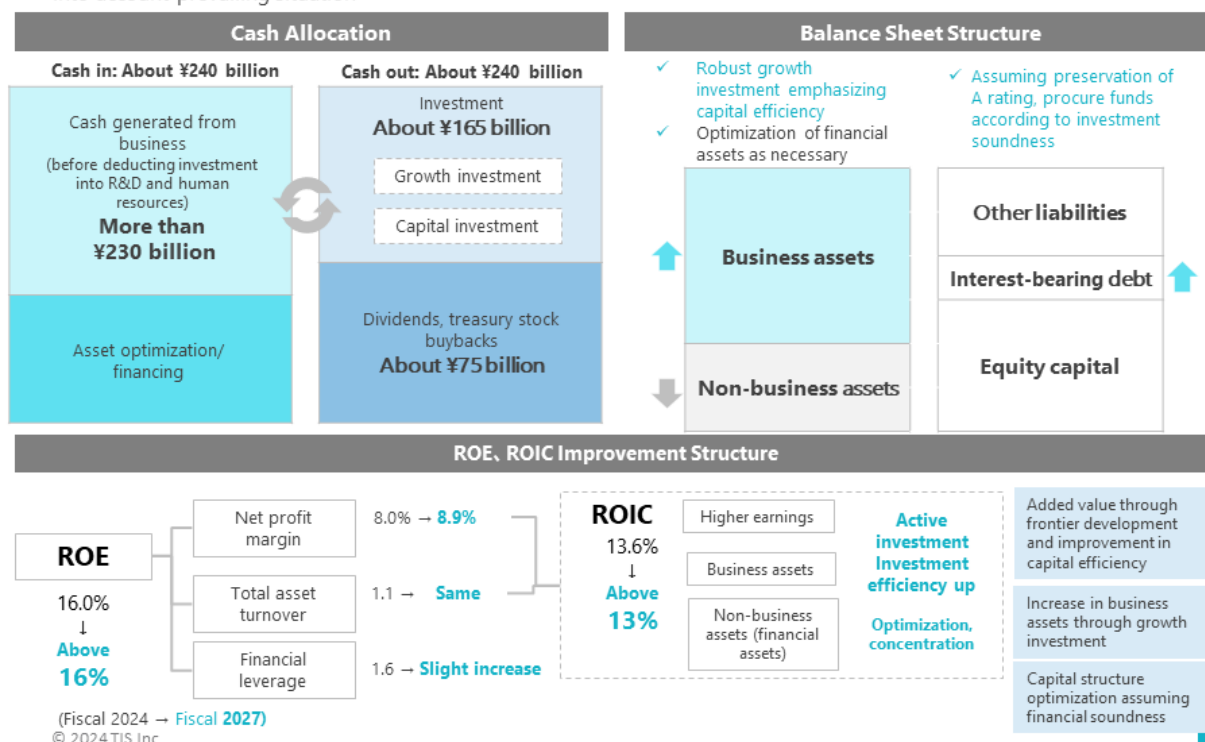 Cash Allocation
Cash in: About ¥240 billion
Cash out: About ¥240 billion
Cash generated from
business
(before deducting investment
into R&D and human
resources)
More than
¥230 billion
Asset optimization/
financing
Investment
About ¥165 billion
Growth investment
Capital investment
Dividends, treasury stock
buybacks
About ¥75 billion
Balance Sheet Structure
✓ Robust growth
investment emphasizing
capital efficiency
✓ Optimization of financial
assets as necessary
✓ Assuming preservation of
A rating, procure funds
according to investment
soundness
Business assets
Non-business assets
Other liabilities
Interest-bearing debt
Equity capital
ROE、ROIC Improvement Structure
ROE
16.0%
↓
Above
16%
Net profit
margin
8.0% → 8.9%
Total asset
turnover
1.1 → Same
Financial
leverage
1.6 → Slight increase
ROIC
13.6%
↓
Above
13%
Higher earnings
Business assets
Non-business
assets (financial
assets)
Active
investment
Investment
efficiency up
Optimization,
concentration
Added value through
frontier development
and improvement in
capital efficiency
Increase in business
assets through growth
investment
Capital structure
optimization assuming
financial soundness
(Fiscal 2024 → Fiscal 2027)
© 2024 TIS Inc.